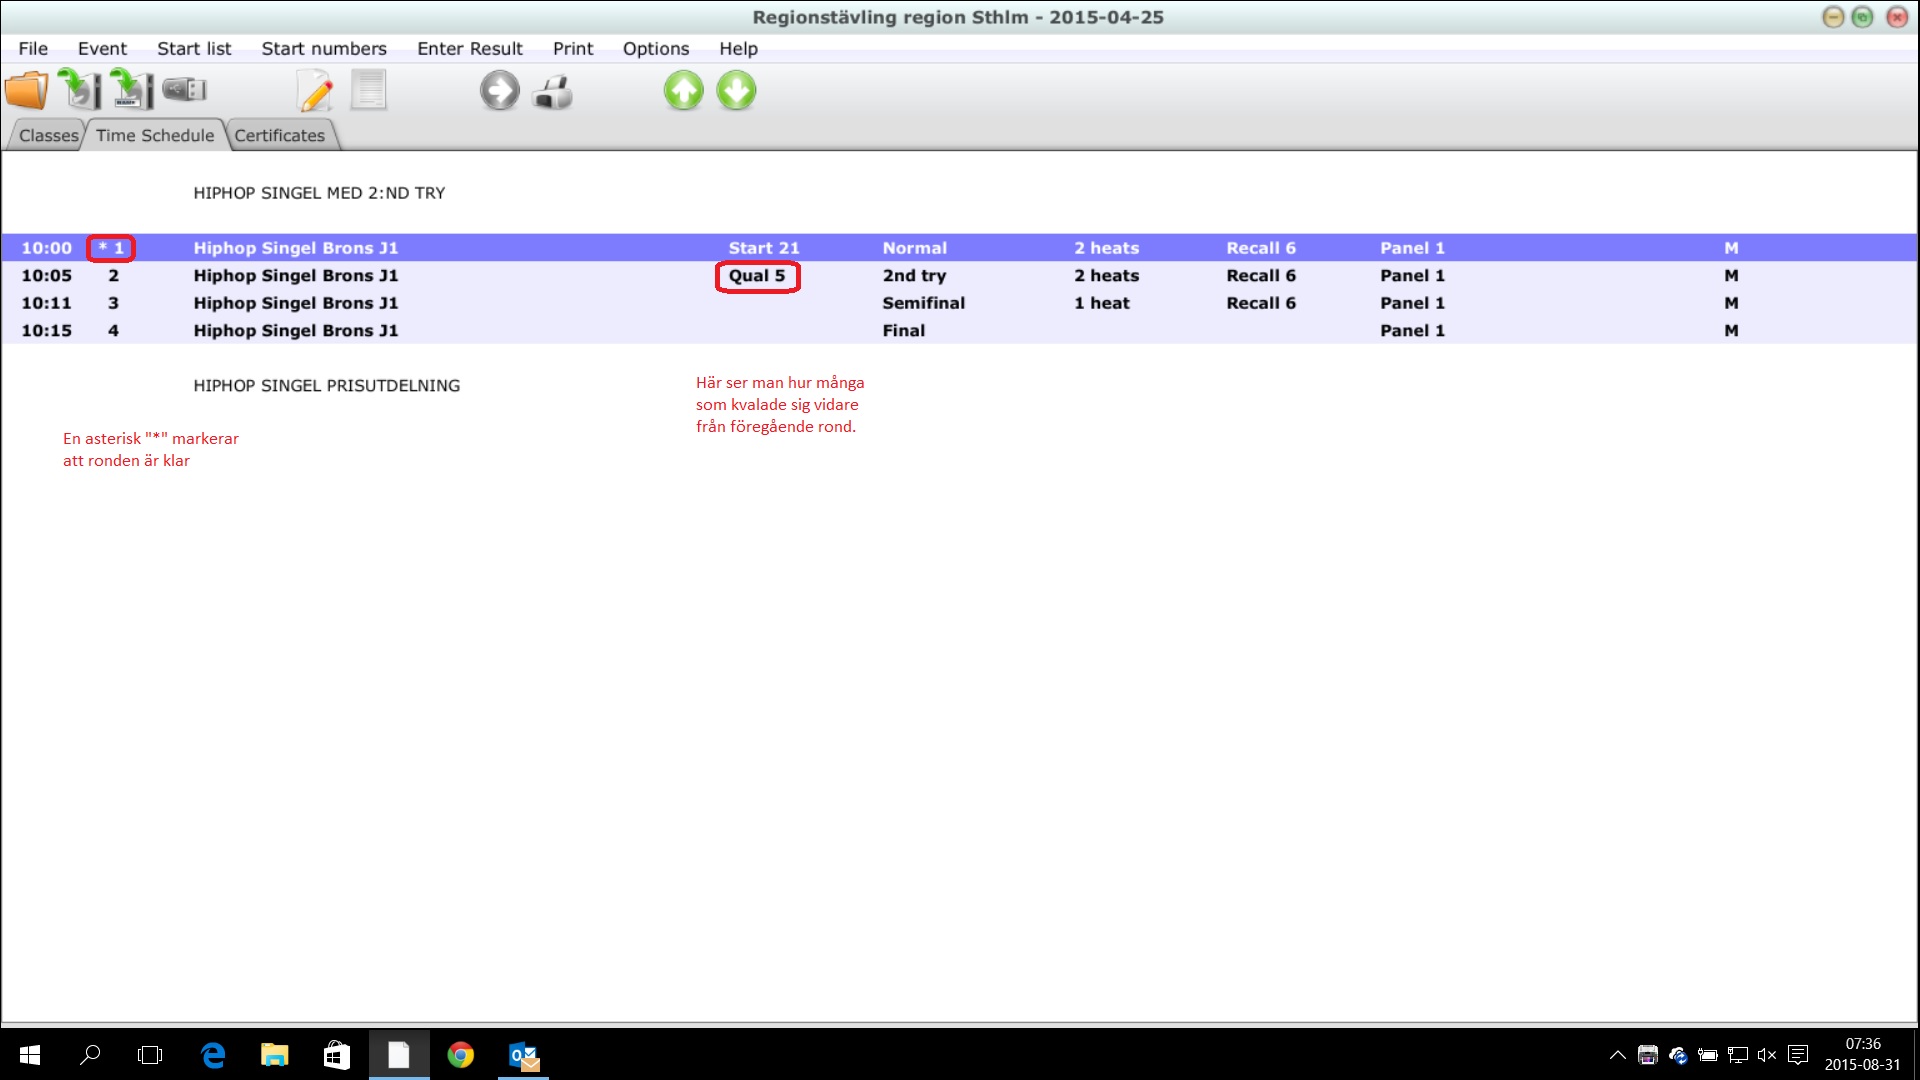 Regionstävling region Sthlm - 2015-04-25
File Event Start list Start numbers Enter Result Print Options Help
Classes Time Schedule Certificates
HIPHOP SINGEL MED 2:ND TRY
10:00 * 1 Hiphop Singel Brons J1 Start 21 Normal 2 heats Recall 6 Panel 1 M
10:05 2 Hiphop Singel Brons J1 Qual 5 2nd try 2 heats Recall 6 Panel 1 M
10:11 3 Hiphop Singel Brons J1 Semifinal 1 heat Recall 6 Panel 1 M
10:15 4 Hiphop Singel Brons J1 Final Panel 1 M
HIPHOP SINGEL PRISUTDELNING
Här ser man hur många
som kvalade sig vidare
från föregående rond.
En asterisk "*" markerar
att ronden är klar
07:36
2015-08-31